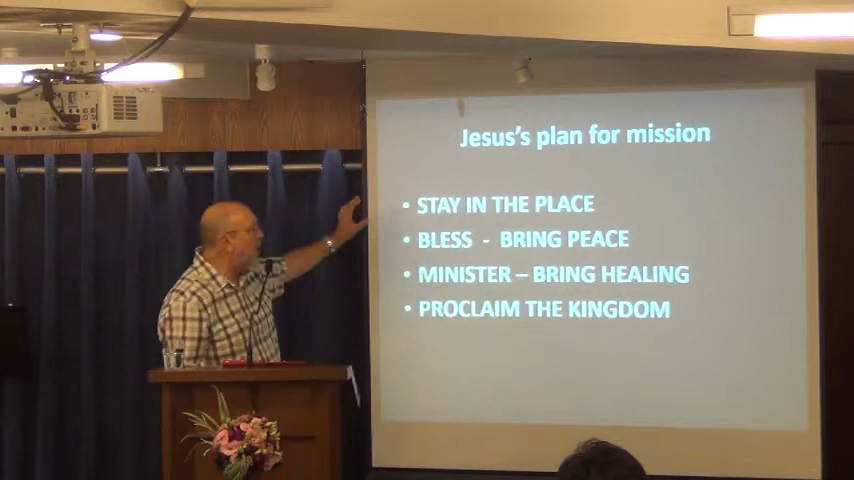 Jesus's plan for mission
• STAY IN THE PLACE
• BLESS - BRING PEACE
• MINISTER – BRING HEALING
• PROCLAIM THE KINGDOM